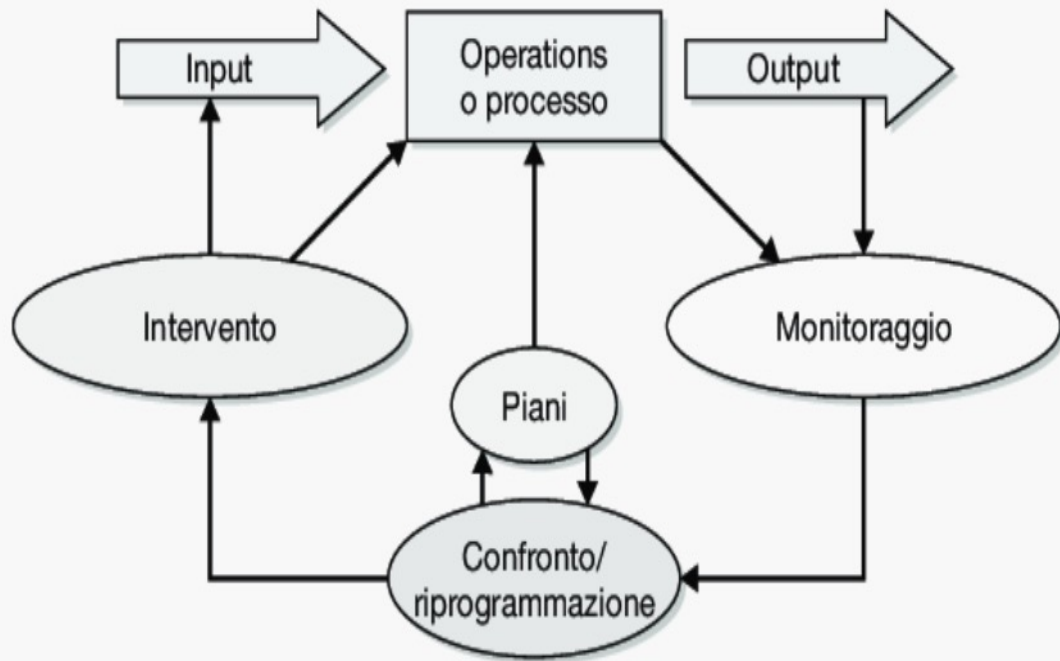 Input
Operations
o processo
Output
Intervento
Monitoraggio
Piani
Confronto/
riprogrammazione